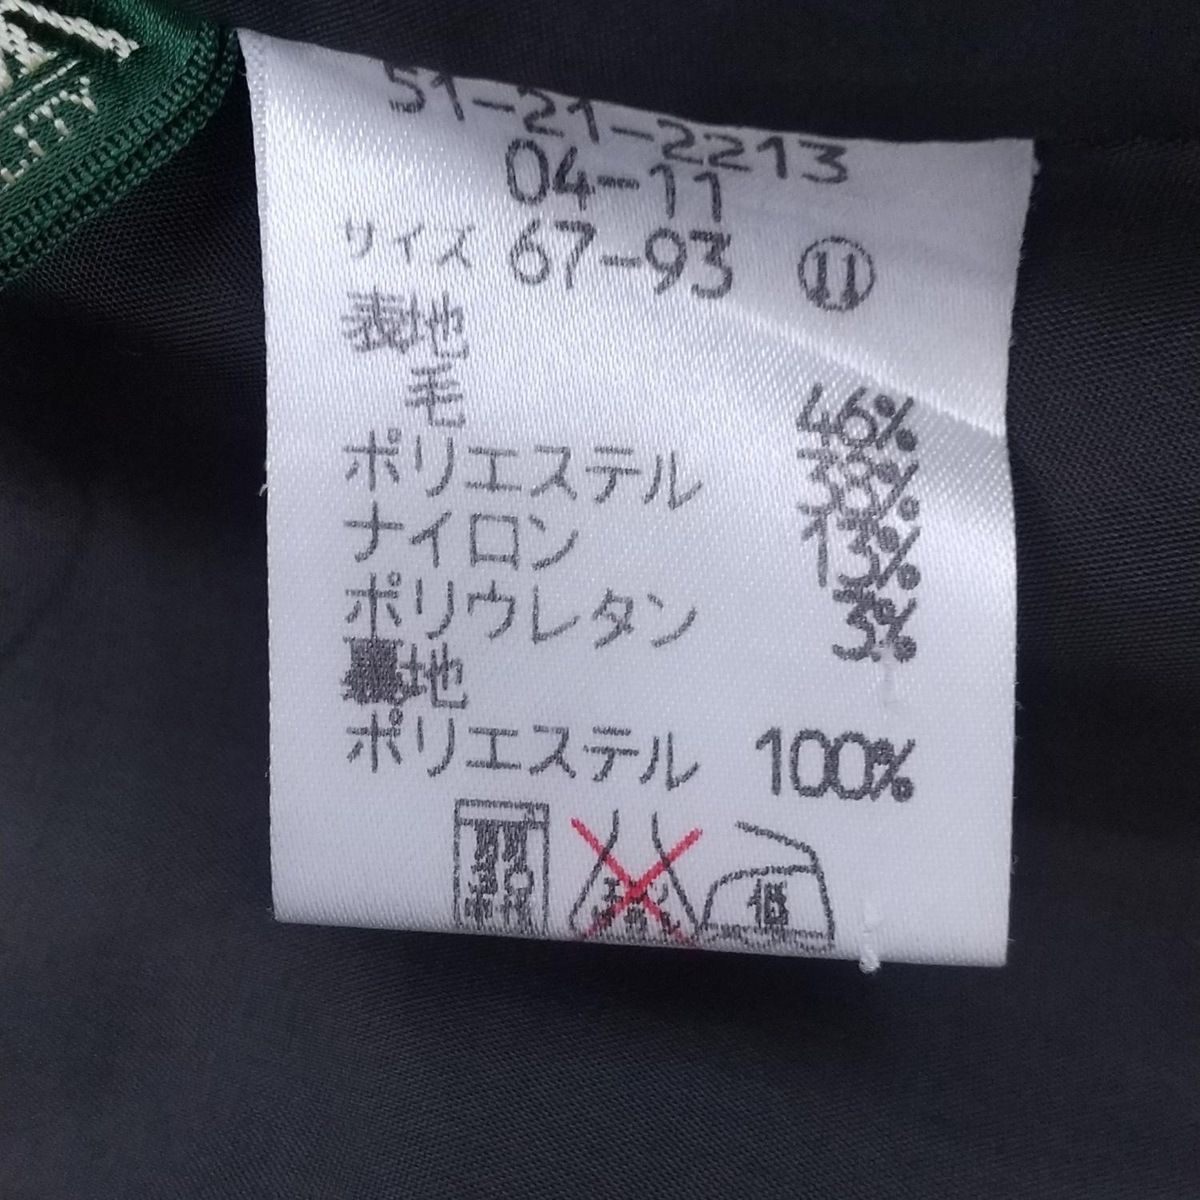 51-21-2213
04-11
サイズ 67-93 ⑪
表地
毛 46%
ポリエステル 38%
ナイロン 13%
ポリウレタン 3%
裏地
ポリエステル 100%
低